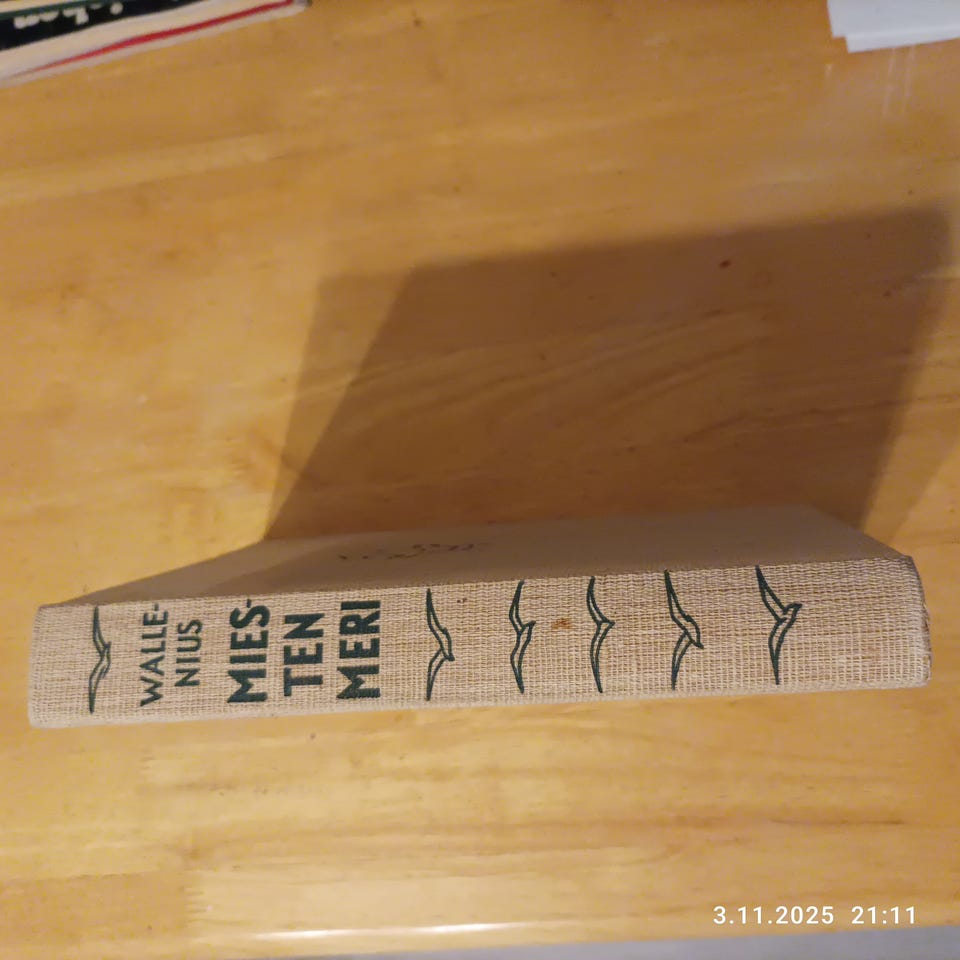 WALLE-
NIUS
MIES-
TEN
MERI
3.11.2025 21:11